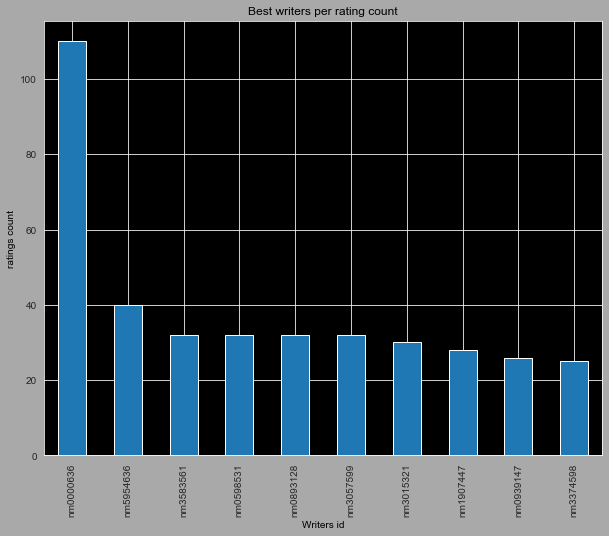 Best writers per rating count
ratings count
100
80
60
40
20
0
nm0000636
nm5954636
nm3583561
nm0598531
nm0893128
nm3057599
nm3015321
nm1907447
nm0939147
nm3374598
Writers id